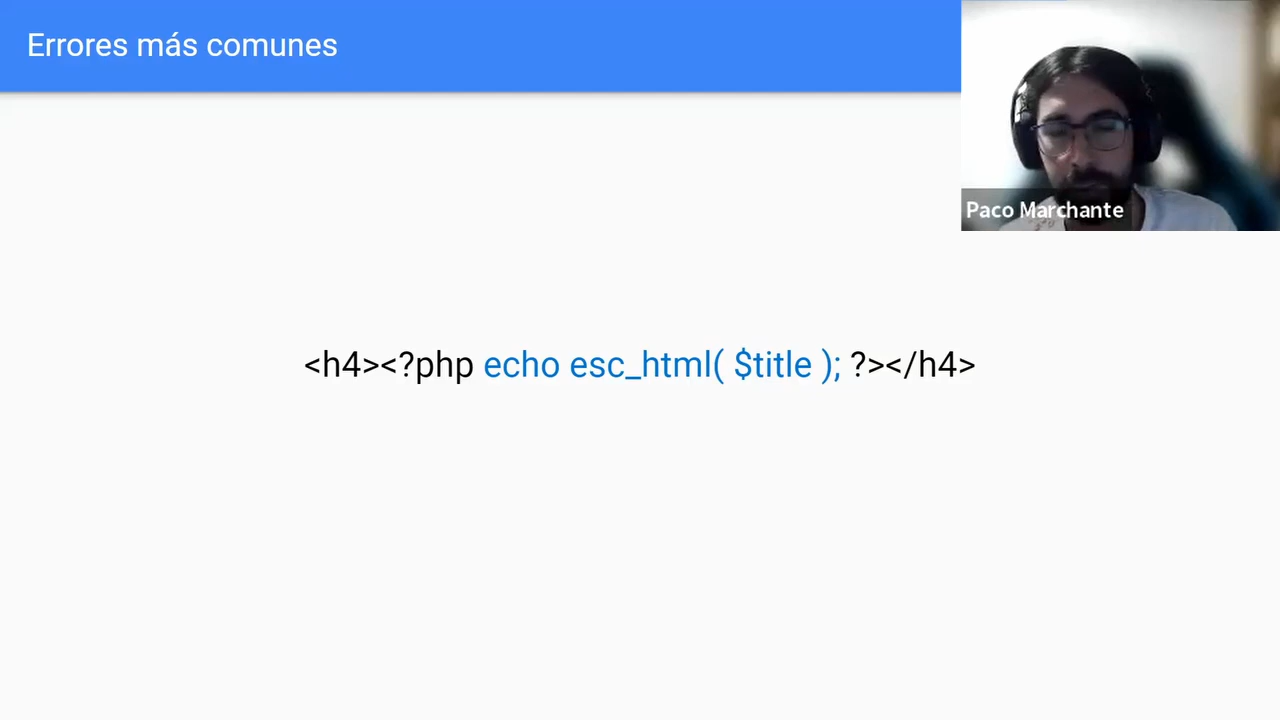 Errores más comunes
Paco Marchante
<h4><?php echo esc_html( $title ); ?></h4>